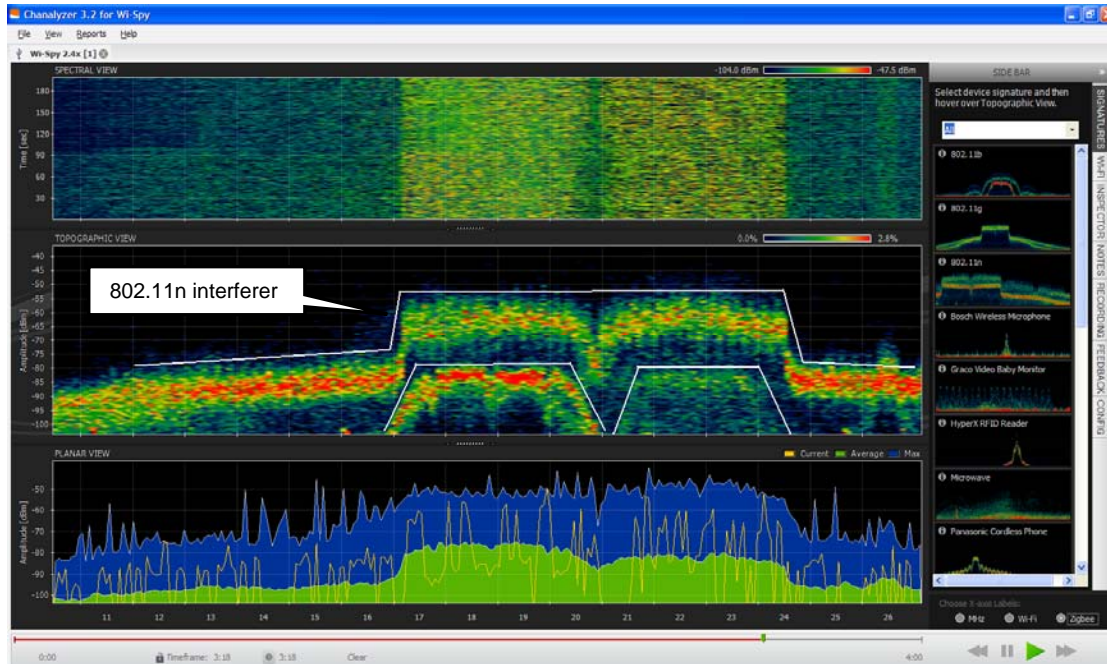 Chanalyzer 3.2 for Wi-Spy
File View Reports Help
Wi-Spy 2.4x [1]
SPECTRAL VIEW
-104.0 dBm -47.5 dBm
Time [sec]
180
150
120
90
60
30
TOPOGRAPHIC VIEW
0.0% 2.8%
Amplitude [dBm]
-40
-45
-50
-55
-60
-65
-70
-75
-80
-85
-90
-95
-100
802.11n interferer
PLANAR VIEW
Current Average Max
Amplitude [dBm]
-50
-60
-70
-80
-90
-100
11 12 13 14 15 16 17 18 19 20 21 22 23 24 25 26
0:00 Timeframe: 3:18 3:18 Clear 4:00
SIDE BAR
Select device signature and then
hover over Topographic View.
All
802.11b
802.11g
802.11n
Bosch Wireless Microphone
Graco Video Baby Monitor
HyperX RFID Reader
Microwave
Panasonic Cordless Phone
Choose X-axis Labels:
MHz Wi-Fi Zigbee
SIGNATURES
WI-FI
INSPECTOR
NOTES
RECORDING
FEEDBACK
CONFIG